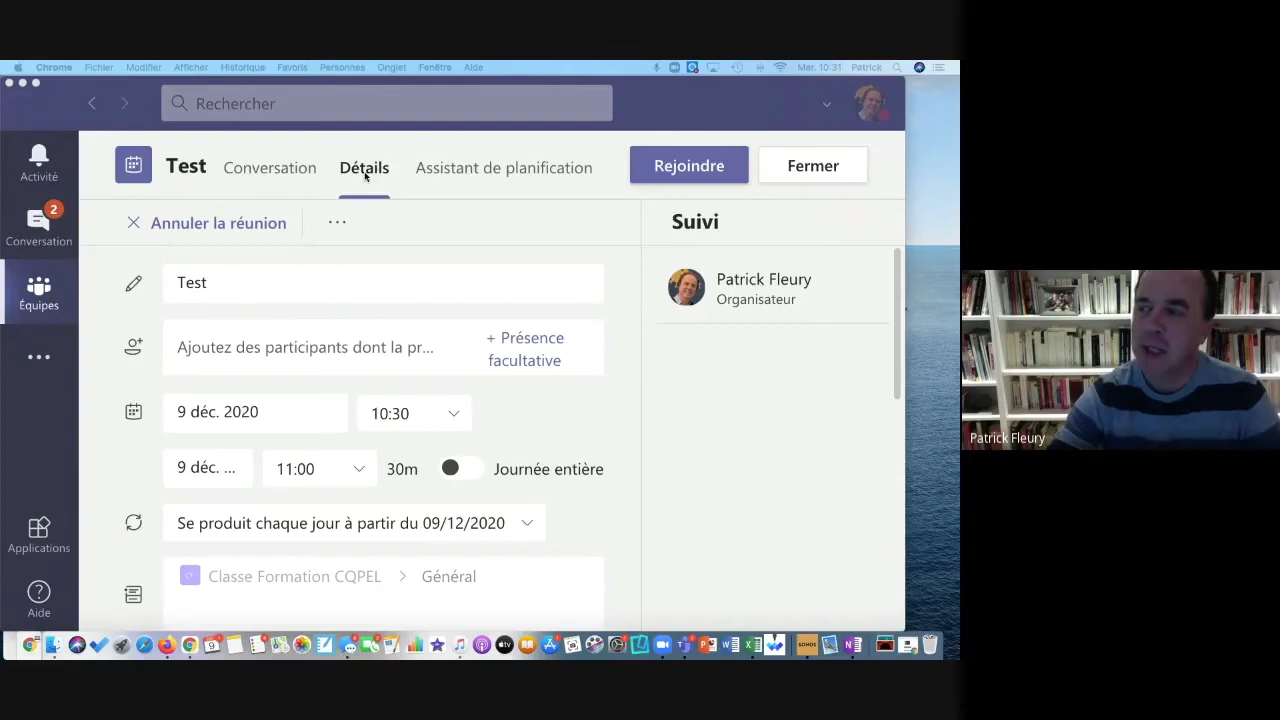 Chrome Fichier Modifier Afficher Historique Favoris Personnes Onglet Fenêtre Aide Mer. 10:31 Patrick
Rechercher
Activité
2
Conversation
Équipes
Applications
Aide
Test Conversation Détails Assistant de planification Rejoindre Fermer
Annuler la réunion
Test
Ajoutez des participants dont la pr...
+ Présence
facultative
9 déc. 2020 10:30
9 déc. ... 11:00 30m Journée entière
Se produit chaque jour à partir du 09/12/2020
Classe Formation CQPEL > Général
Suivi
Patrick Fleury
Organisateur
Patrick Fleury